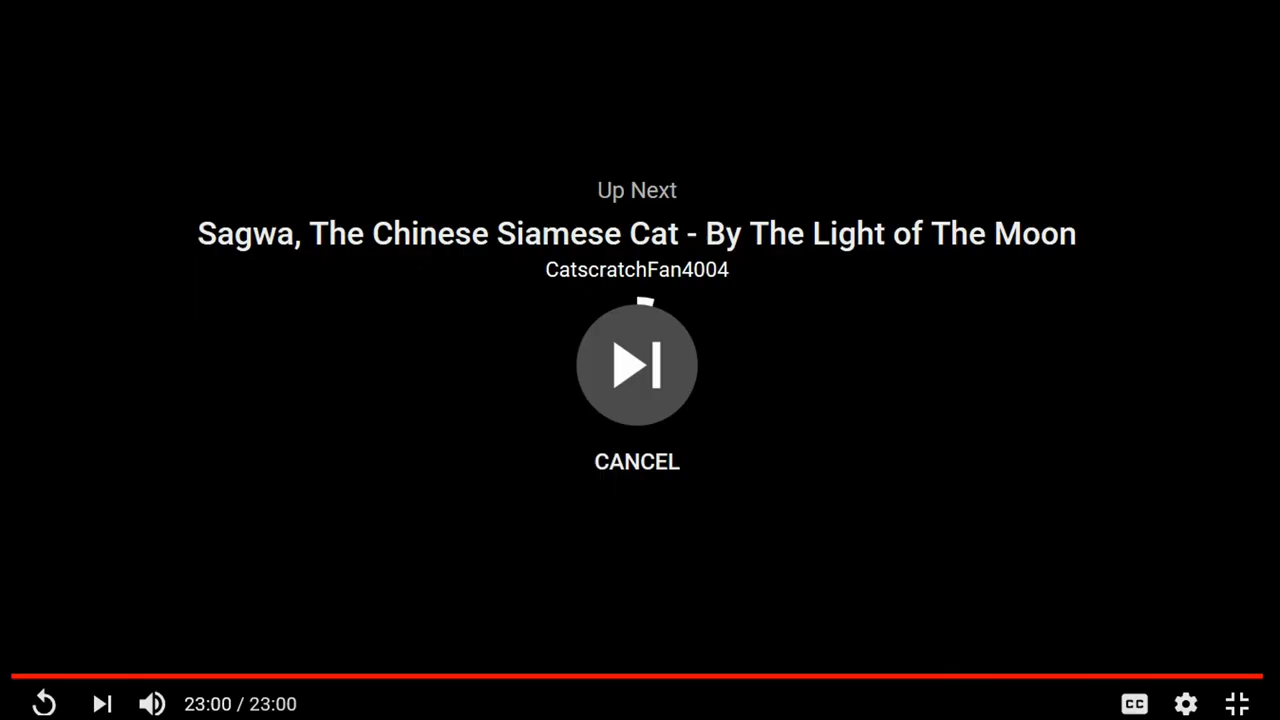 Up Next
Sagwa, The Chinese Siamese Cat - By The Light of The Moon
CatscratchFan4004
CANCEL
23:00 / 23:00
CC